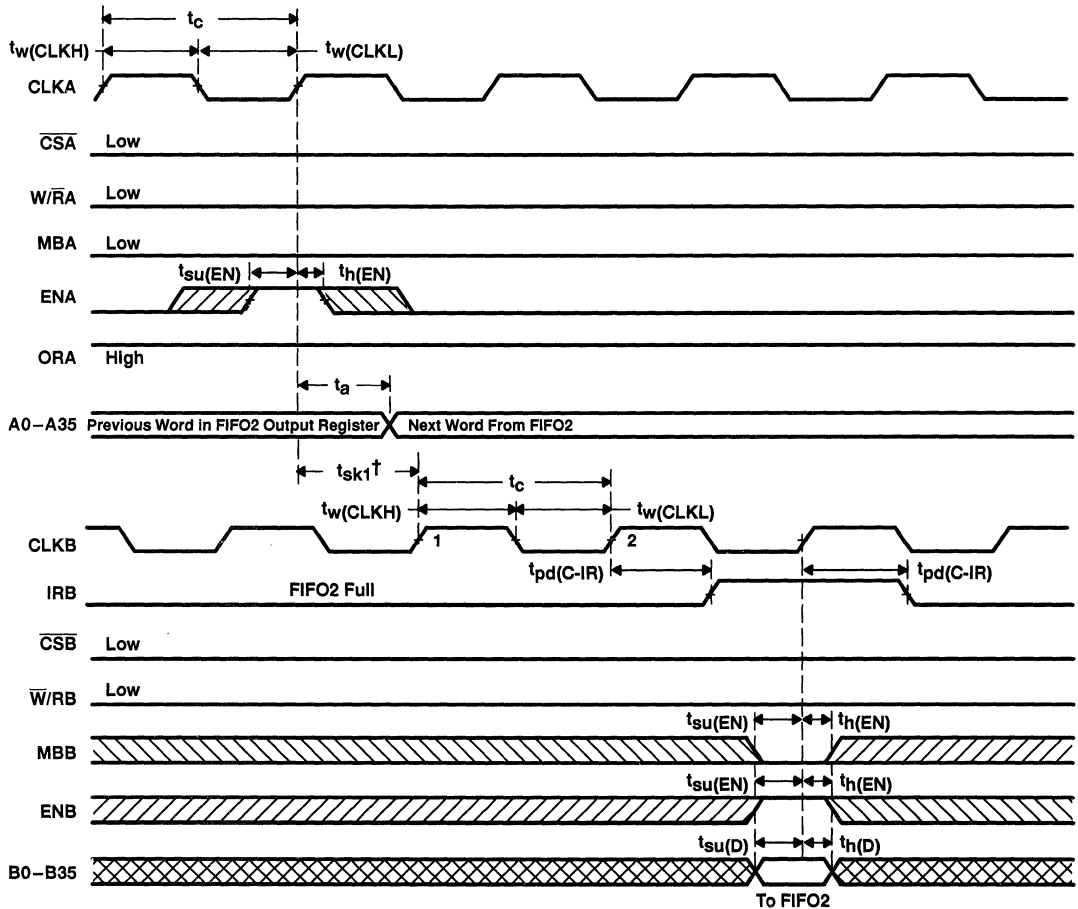 tc
tw(CLKH) tw(CLKL)
CLKA
CSA Low
W/RA Low
MBA Low
tsu(EN) th(EN)
ENA
ORA High
ta
A0–A35 Previous Word in FIFO2 Output Register Next Word From FIFO2
tsk1† tc
tw(CLKH) tw(CLKL)
CLKB 1 2
tpd(C-IR) tpd(C-IR)
IRB FIFO2 Full
CSB Low
W/RB Low
tsu(EN) th(EN)
MBB
tsu(EN) th(EN)
ENB
tsu(D) th(D)
B0–B35
To FIFO2